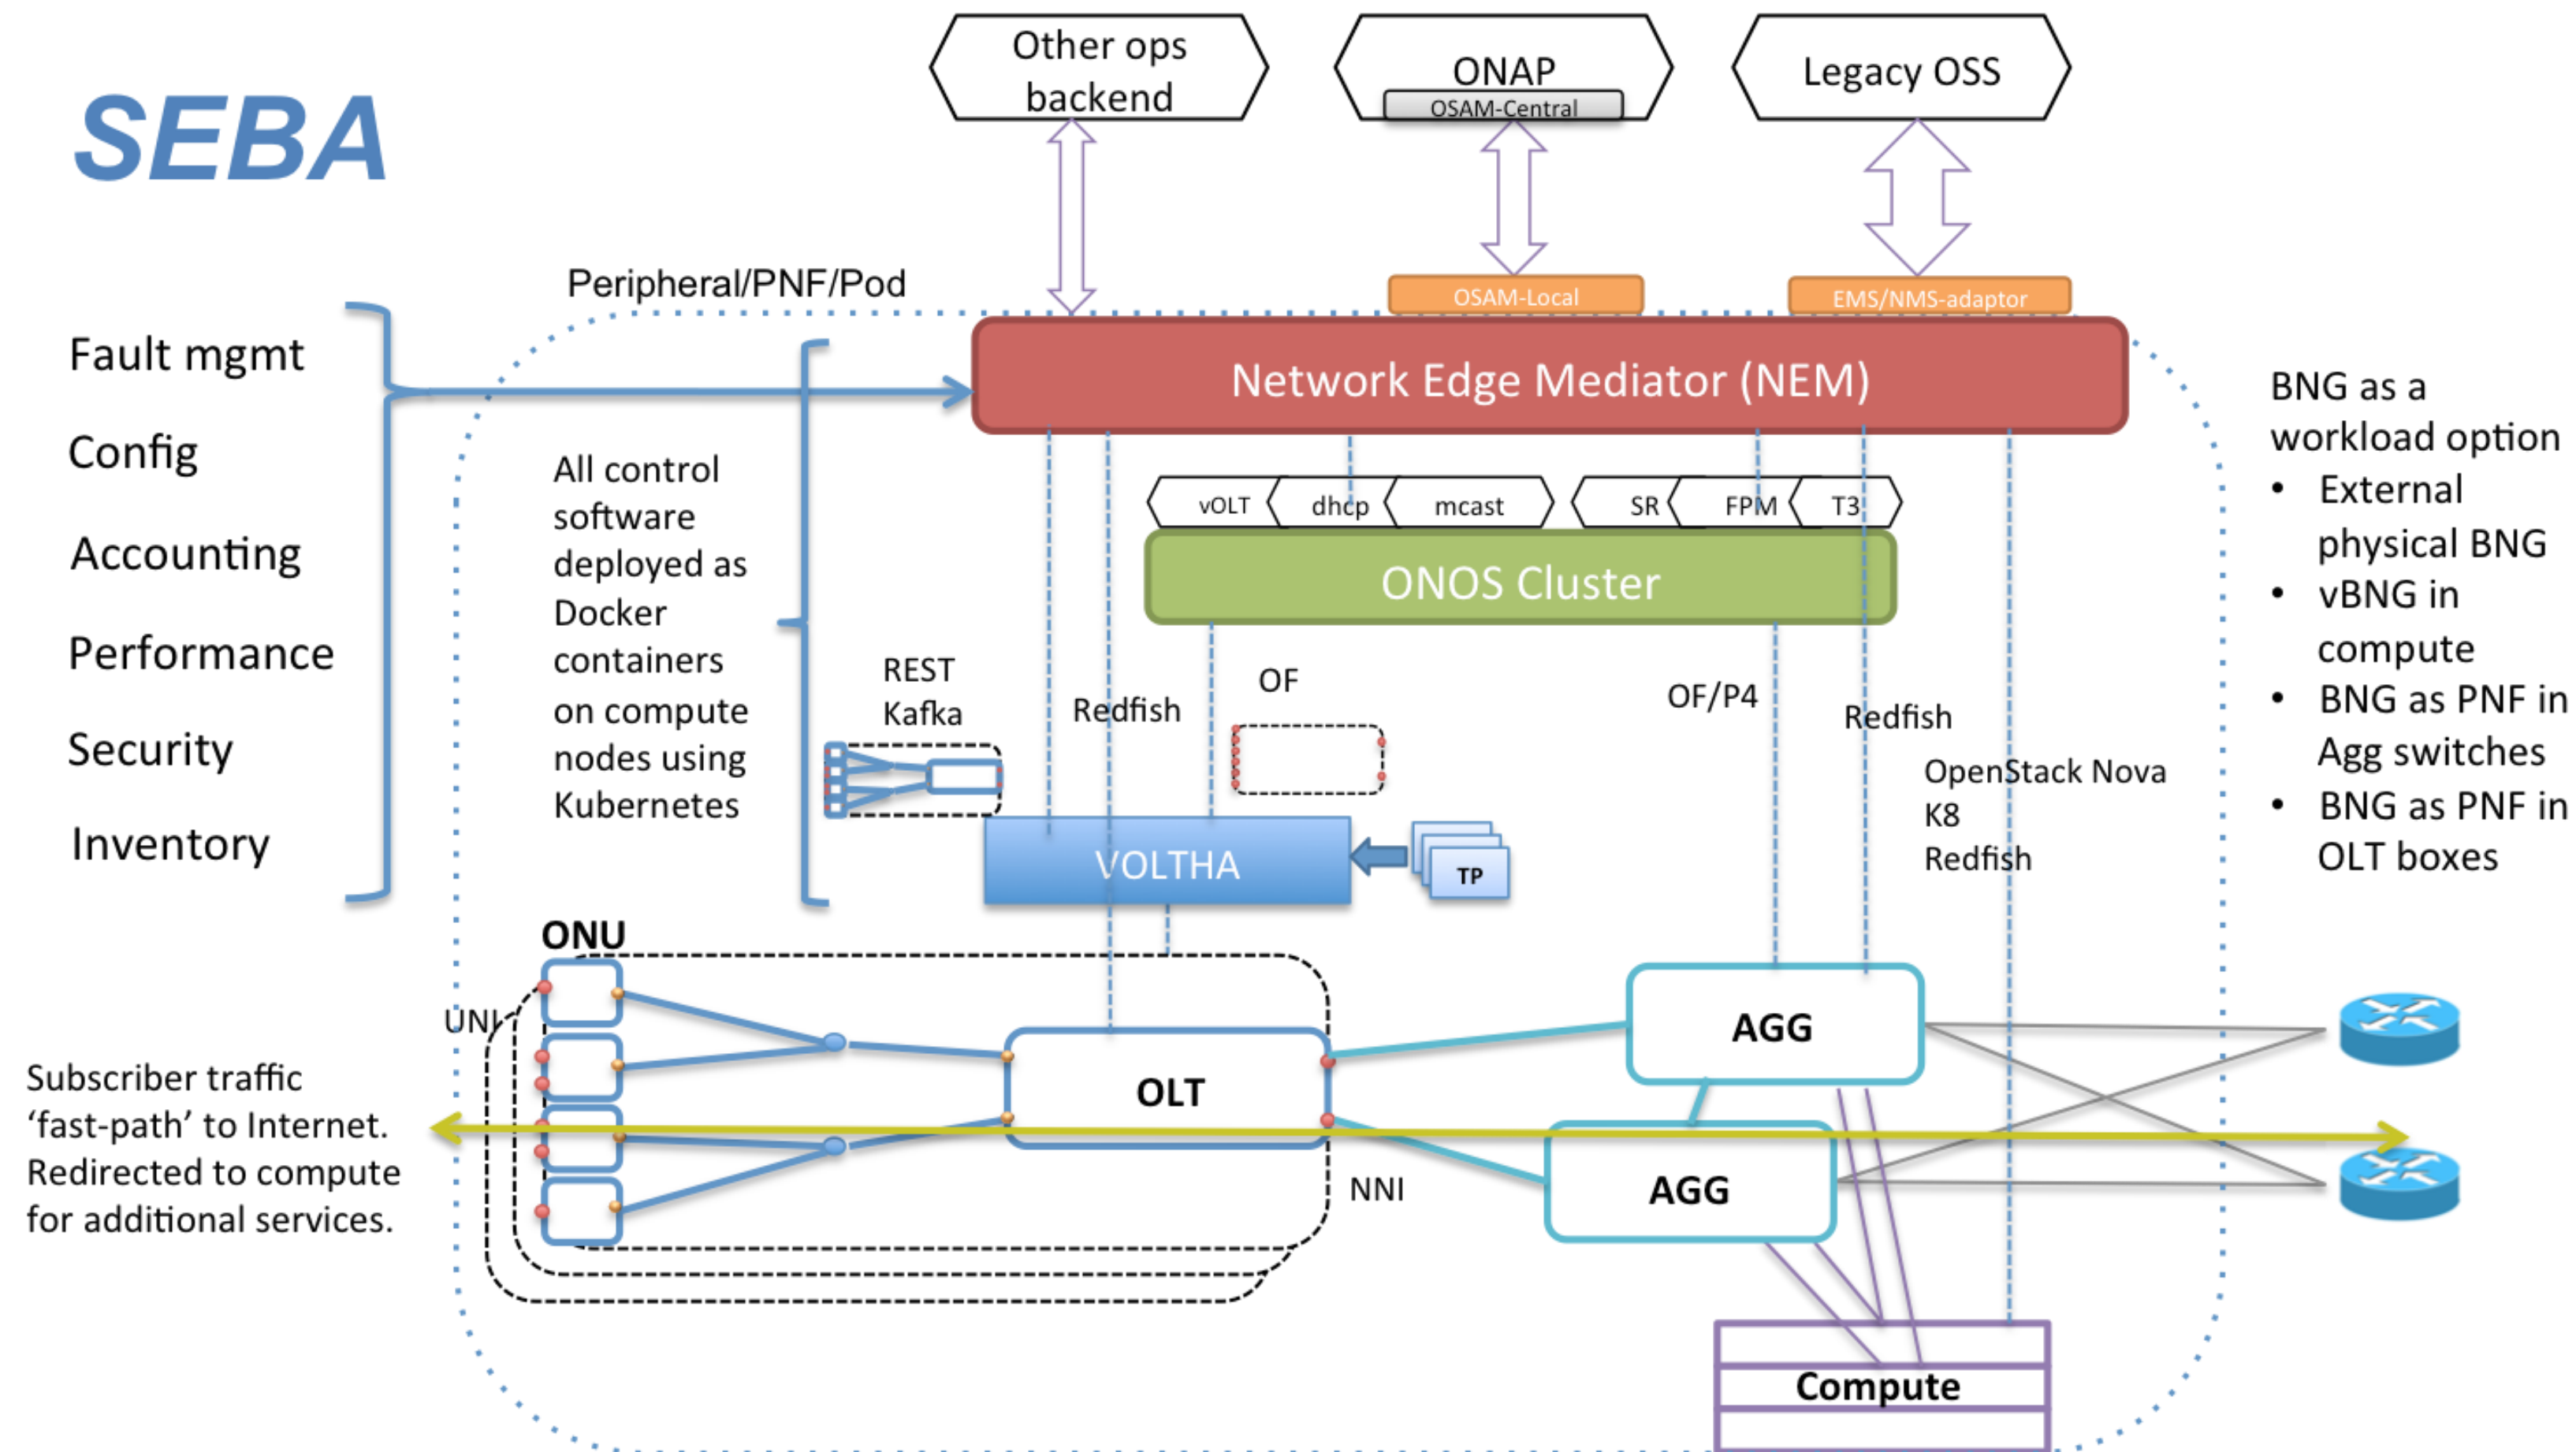 SEBA
Other ops
backend
ONAP
OSAM-Central
Legacy OSS
Peripheral/PNF/Pod
OSAM-Local
EMS/NMS-adaptor
Network Edge Mediator (NEM)
Fault mgmt
Config
Accounting
Performance
Security
Inventory
All control
software
deployed as
Docker
containers
on compute
nodes using
Kubernetes
vOLT
dhcp
mcast
SR
FPM
T3
ONOS Cluster
REST
Kafka
Redfish
OF
OF/P4
Redfish
OpenStack Nova
K8
Redfish
VOLTHA
TP
BNG as a
workload option
• External
physical BNG
• vBNG in
compute
• BNG as PNF in
Agg switches
• BNG as PNF in
OLT boxes
ONU
UNI
OLT
NNI
AGG
AGG
Subscriber traffic
‘fast-path’ to Internet.
Redirected to compute
for additional services.
Compute